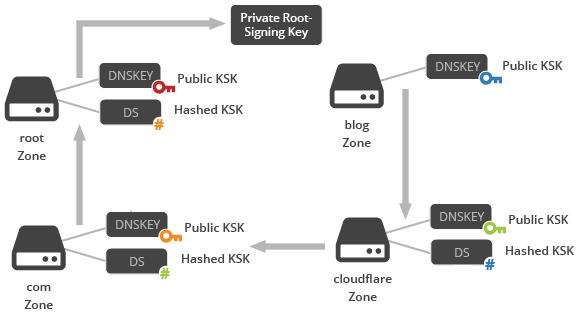 Private Root-
Signing Key
DNSKEY
Public KSK
DS
#
Hashed KSK
root
Zone
DNSKEY
Public KSK
blog
Zone
DNSKEY
Public KSK
DS
#
Hashed KSK
com
Zone
DNSKEY
Public KSK
DS
#
Hashed KSK
cloudflare
Zone